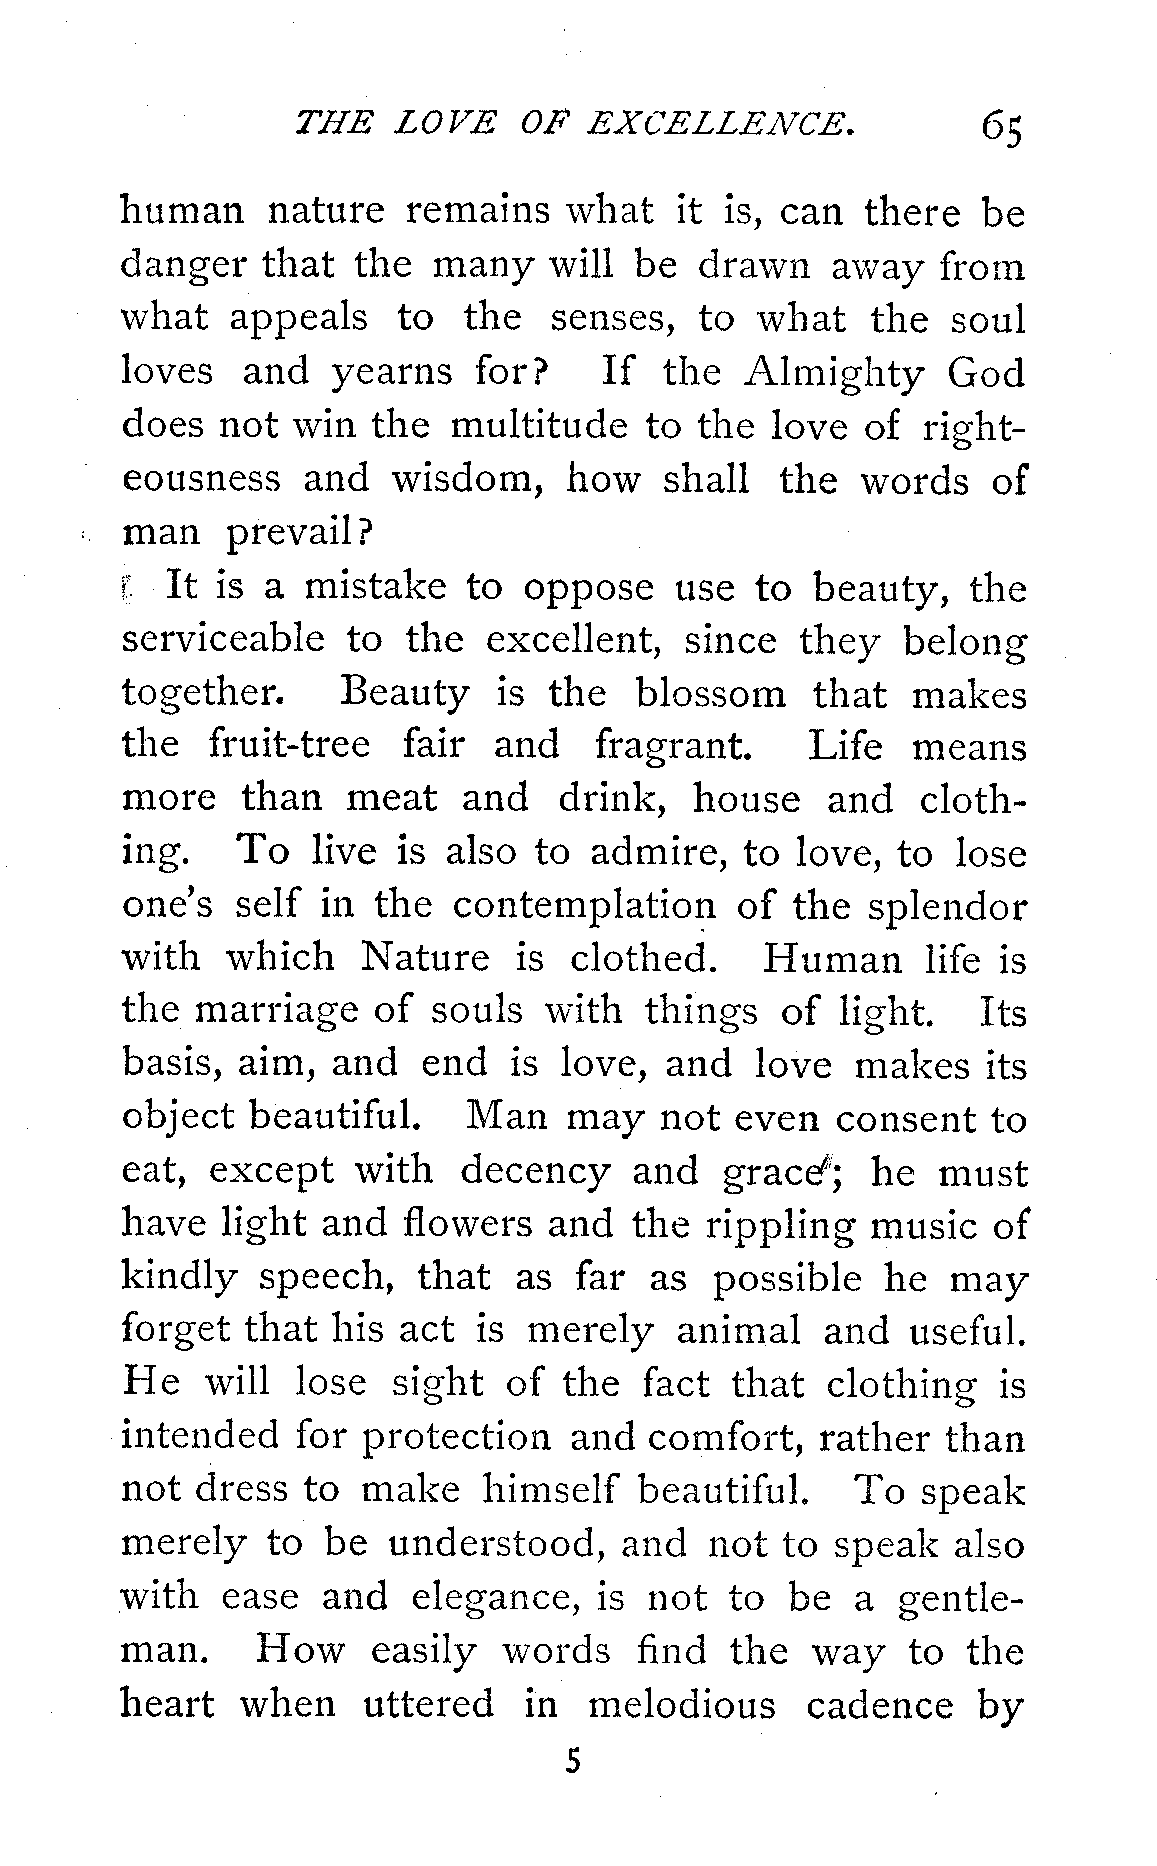 THE LOVE OF EXCELLENCE. 65
human nature remains what it is, can there be
danger that the many will be drawn away from
what appeals to the senses, to what the soul
loves and yearns for? If the Almighty God
does not win the multitude to the love of right-
eousness and wisdom, how shall the words of
man prevail?
It is a mistake to oppose use to beauty, the
serviceable to the excellent, since they belong
together. Beauty is the blossom that makes
the fruit-tree fair and fragrant. Life means
more than meat and drink, house and cloth-
ing. To live is also to admire, to love, to lose
one's self in the contemplation of the splendor
with which Nature is clothed. Human life is
the marriage of souls with things of light. Its
basis, aim, and end is love, and love makes its
object beautiful. Man may not even consent to
eat, except with decency and grace; he must
have light and flowers and the rippling music of
kindly speech, that as far as possible he may
forget that his act is merely animal and useful.
He will lose sight of the fact that clothing is
intended for protection and comfort, rather than
not dress to make himself beautiful. To speak
merely to be understood, and not to speak also
with ease and elegance, is not to be a gentle-
man. How easily words find the way to the
heart when uttered in melodious cadence by
5